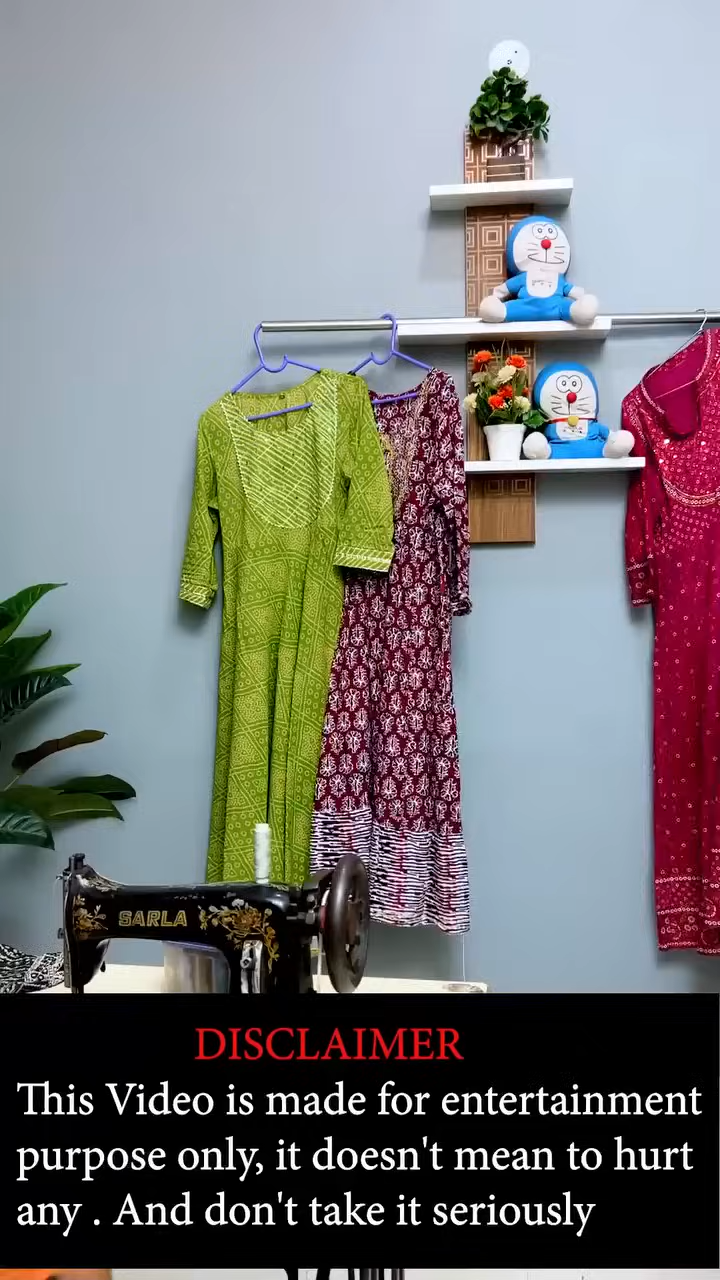 SARLA
DISCLAIMER
This Video is made for entertainment
purpose only, it doesn't mean to hurt
any . And don't take it seriously